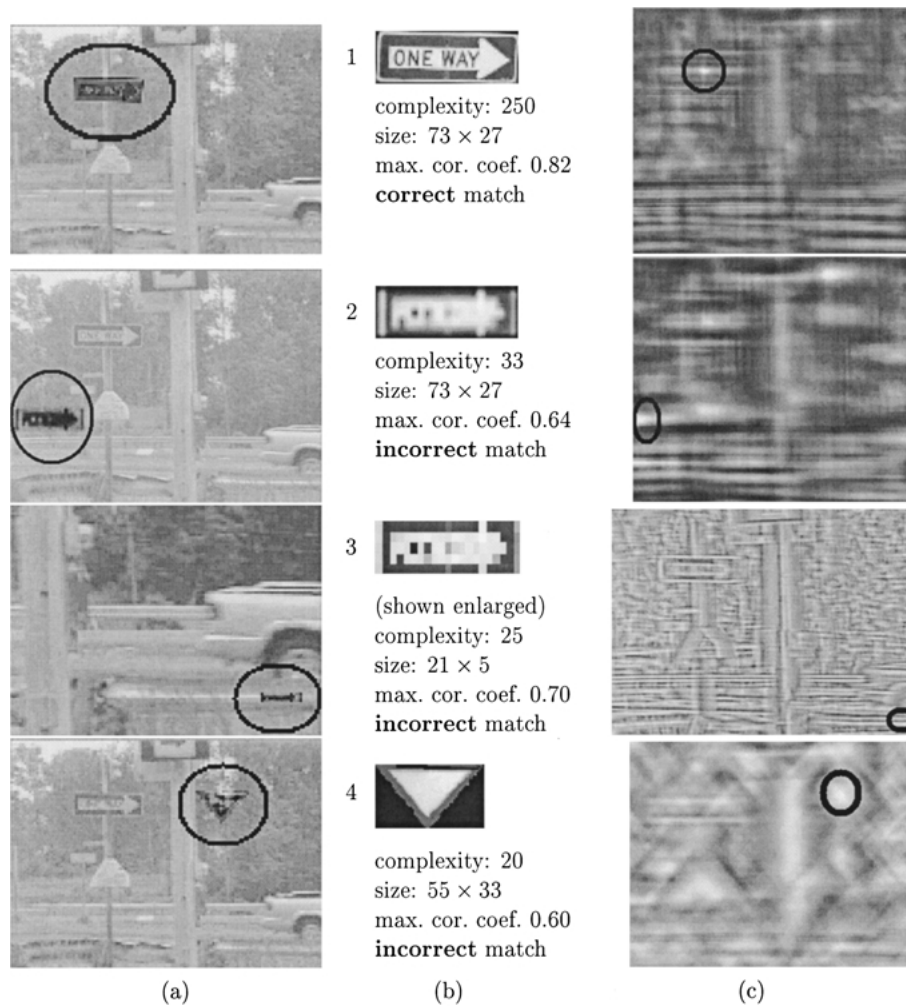 1
ONE WAY
complexity: 250
size: 73 × 27
max. cor. coef. 0.82
correct match
ONE WAY
2
complexity: 33
size: 73 × 27
max. cor. coef. 0.64
incorrect match
3
(shown enlarged)
complexity: 25
size: 21 × 5
max. cor. coef. 0.70
incorrect match
4
complexity: 20
size: 55 × 33
max. cor. coef. 0.60
incorrect match
(a)
(b)
(c)